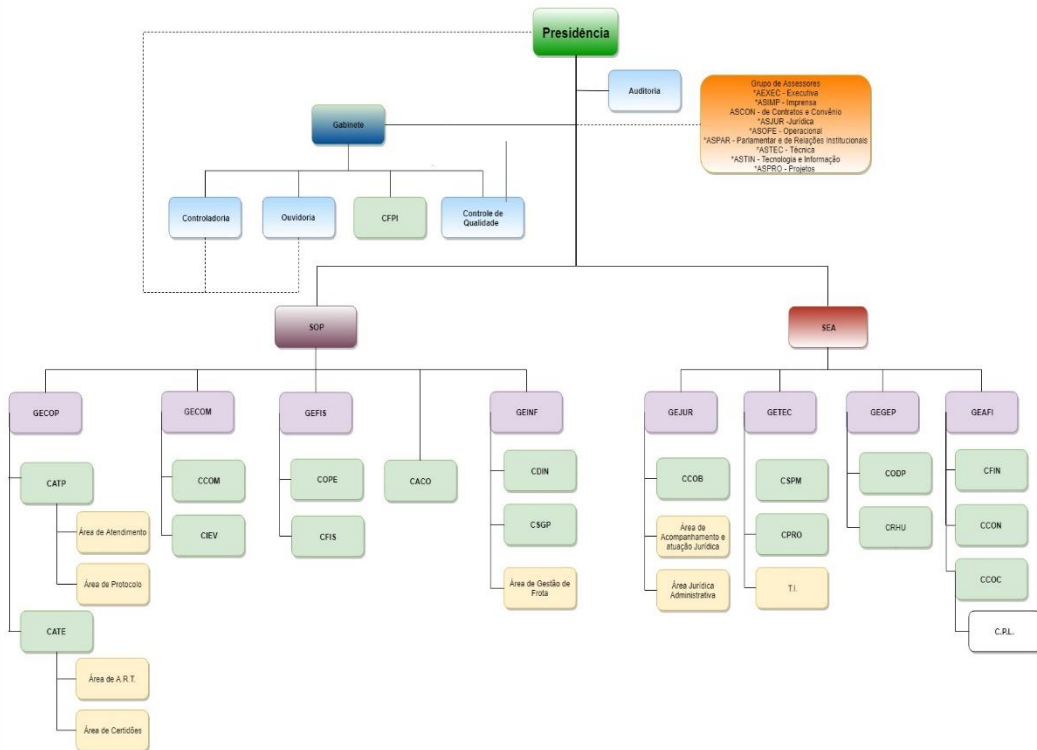 Presidência
Auditoria
Grupo de Assessores
*AEXEC - Executiva
*ASIMP - Imprensa
ASCON - de Contratos e Convênio
*ASJUR -Jurídica
*ASOPE - Operacional
*ASPAR - Parlamentar e de Relações Institucionais
*ASTEC - Técnica
*ASTIN - Tecnologia e Informação
*ASPRO - Projetos
Gabinete
Controladoria
Ouvidoria
CFPI
Controle de
Qualidade
SOP
SEA
GECOP
GECOM
GEFIS
GEINF
GEJUR
GETEC
GEGEP
GEAFI
CATP
CCOM
COPE
CACO
CDIN
CCOB
CSPM
CODP
CFIN
Área de Atendimento
CIEV
CFIS
CSGP
Área de
Acompanhamento e
atuação Jurídica
CPRO
CRHU
CCON
Área de Protocolo
Área de Gestão de
Frota
Área Jurídica
Administrativa
T.I.
CCOC
CATE
C.P.L.
Área de A.R.T.
Área de Certidões